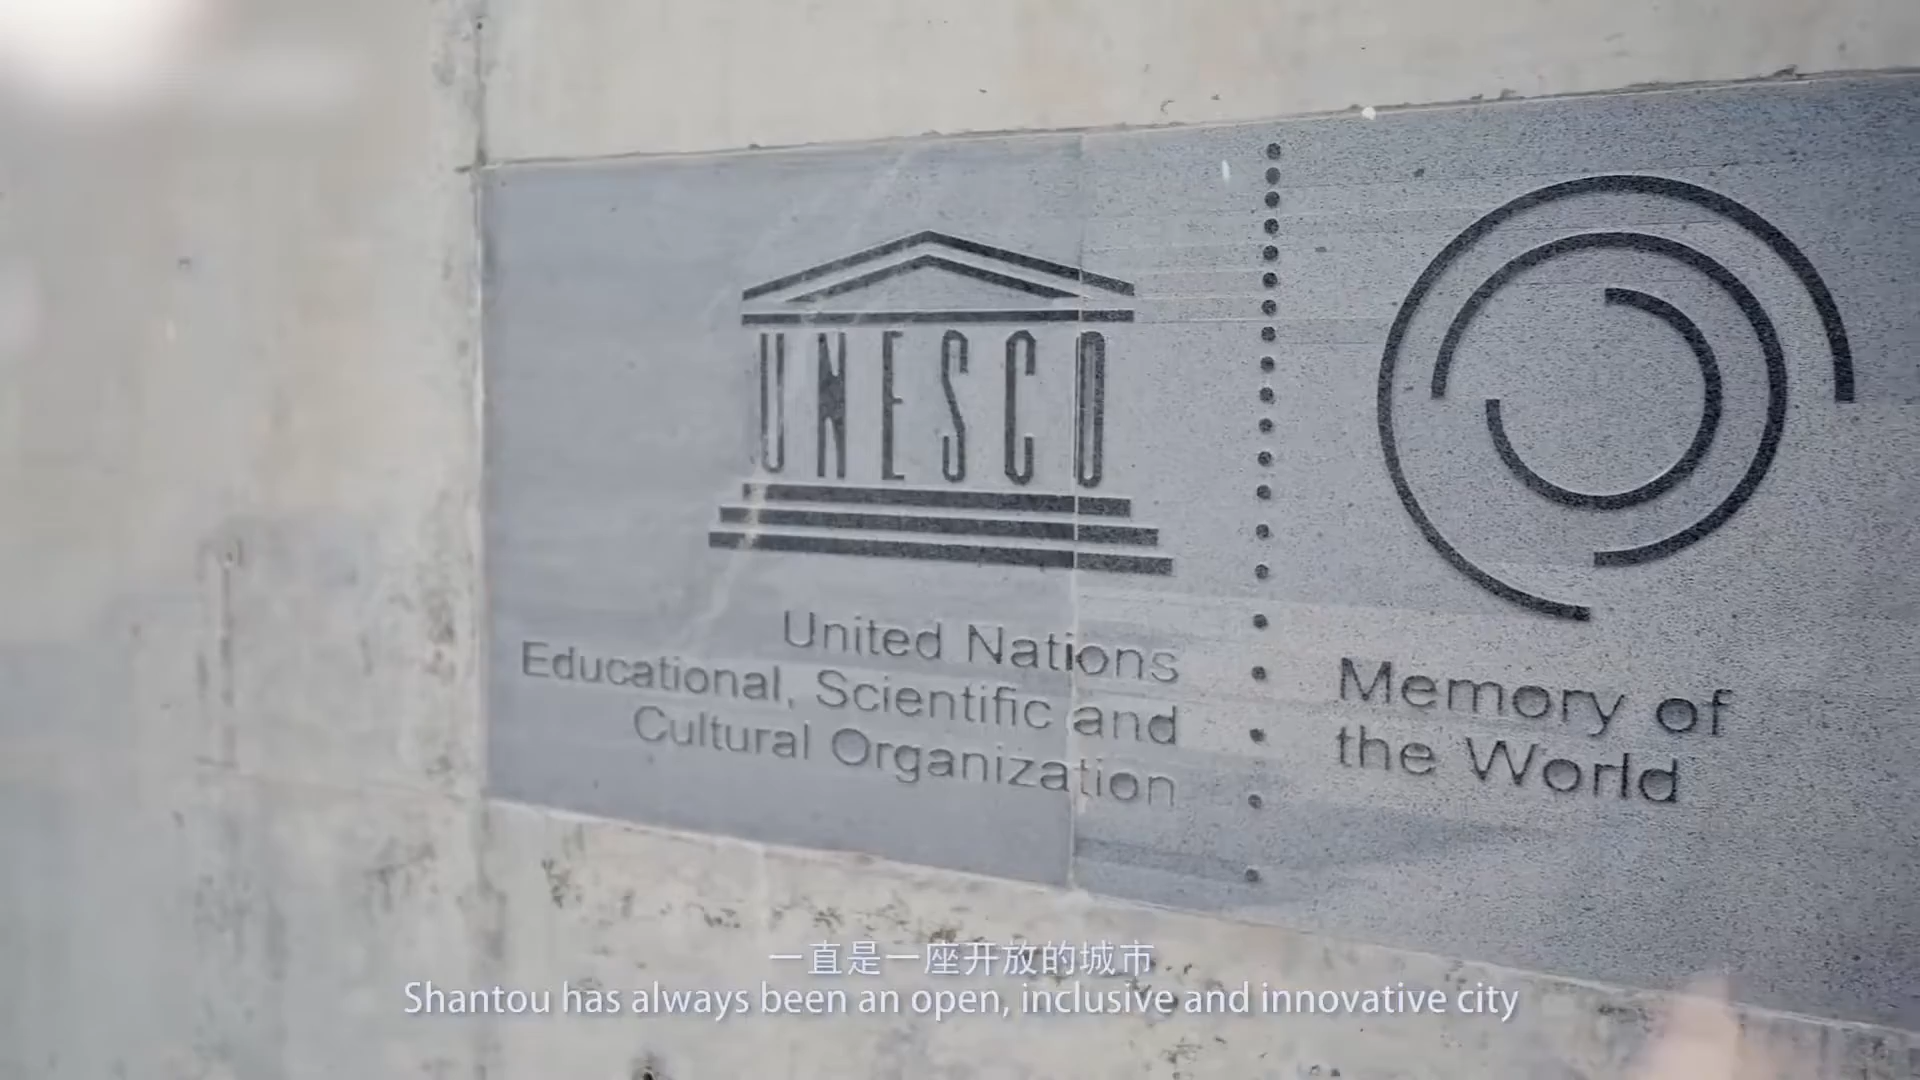 UNESCO
United Nations
Educational, Scientific and
Cultural Organization
Memory of
the World
一直是一座开放的城市
Shantou has always been an open, inclusive and innovative city